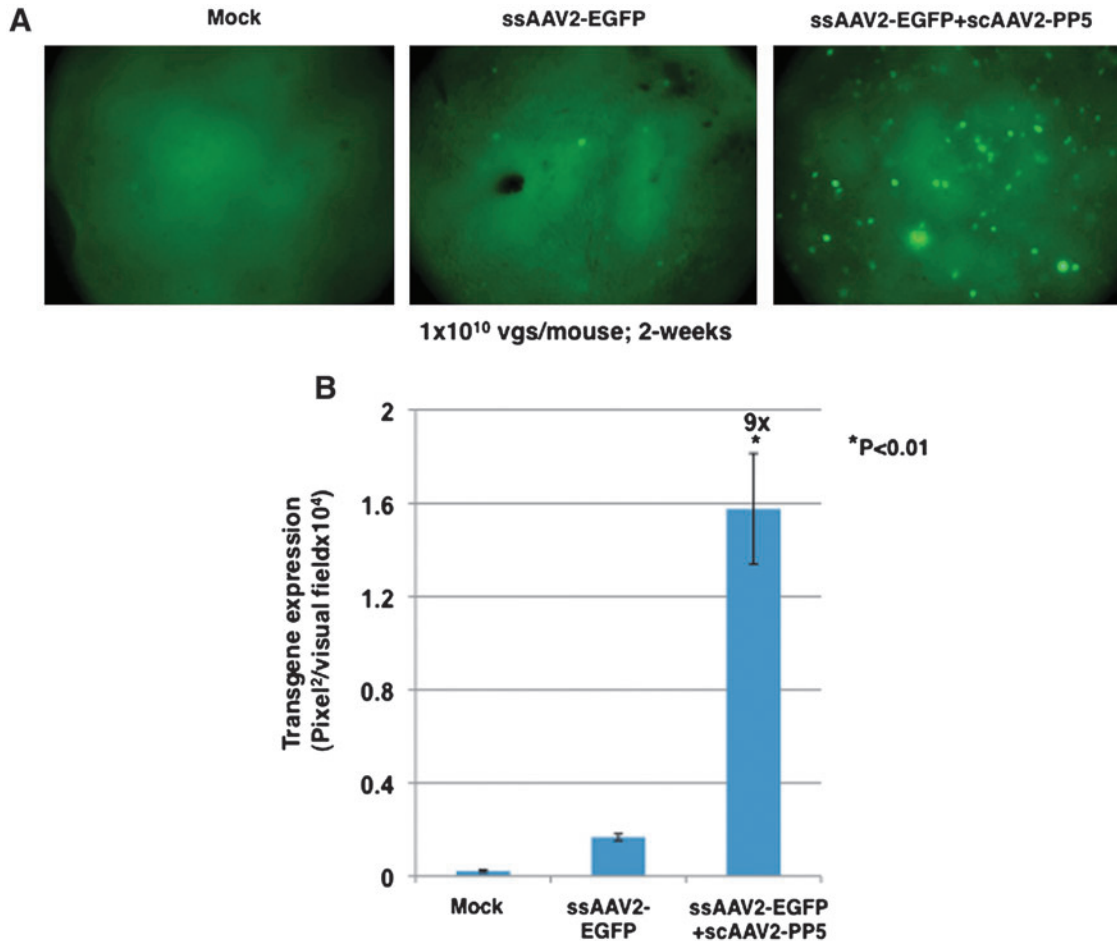 A
Mock
ssAAV2-EGFP
ssAAV2-EGFP+scAAV2-PP5
1x10¹⁰ vgs/mouse; 2-weeks
B
Transgene expression
(Pixel²/visual fieldx10⁴)
2
1.6
1.2
0.8
0.4
0
9x
*
*P<0.01
Mock
ssAAV2-
EGFP
ssAAV2-EGFP
+scAAV2-PP5